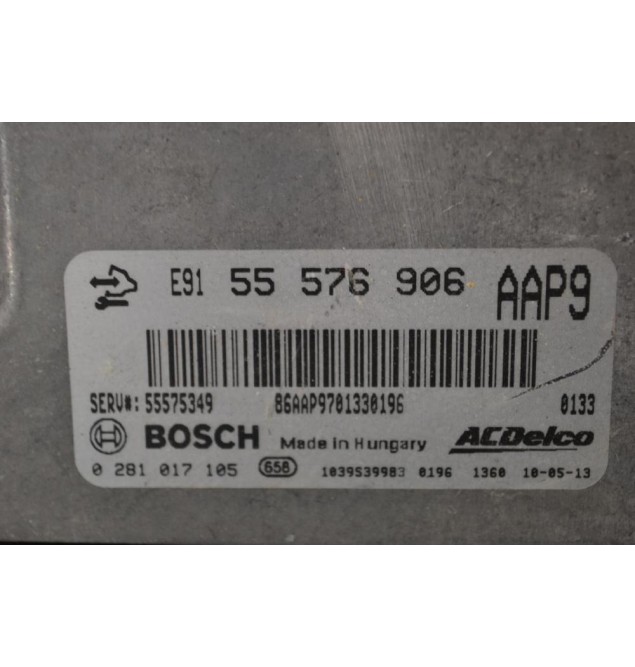 E91 55 576 906 AAP9
SERV#: 55575349 86AAP9701330196 0133
BOSCH Made in Hungary ACDelco
0 281 017 105 658 1039S39983 0196 1360 10-05-13